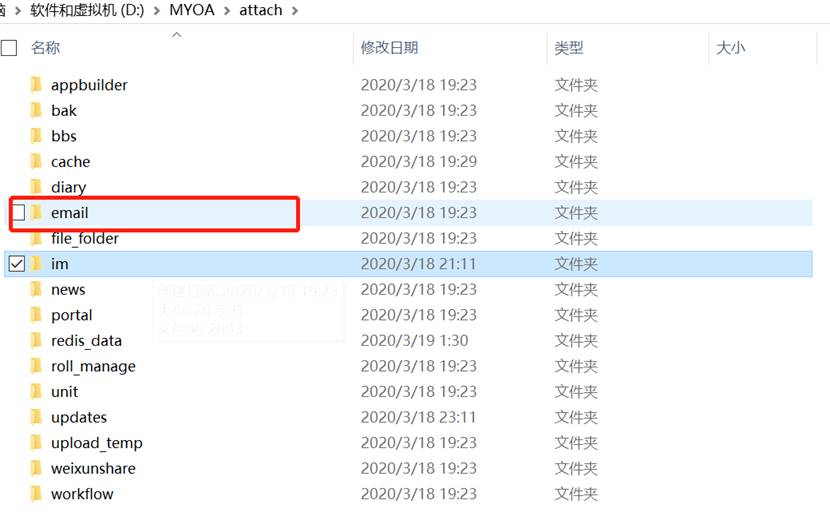 软件和虚拟机 (D:) > MYOA > attach >
名称 修改日期 类型 大小
appbuilder 2020/3/18 19:23 文件夹
bak 2020/3/18 19:23 文件夹
bbs 2020/3/18 19:23 文件夹
cache 2020/3/18 19:29 文件夹
diary 2020/3/18 19:23 文件夹
email 2020/3/18 19:23 文件夹
file_folder 2020/3/18 19:23 文件夹
im 2020/3/18 21:11 文件夹
news 2020/3/18 19:23 文件夹
创建日期: 2020/3/18 19:23
portal 2020/3/18 19:23 文件夹
大小: 70 字节
文件夹: 2003
redis_data 2020/3/19 1:30 文件夹
roll_manage 2020/3/18 19:23 文件夹
unit 2020/3/18 19:23 文件夹
updates 2020/3/18 23:11 文件夹
upload_temp 2020/3/18 19:23 文件夹
weixunshare 2020/3/18 19:23 文件夹
workflow 2020/3/18 19:23 文件夹